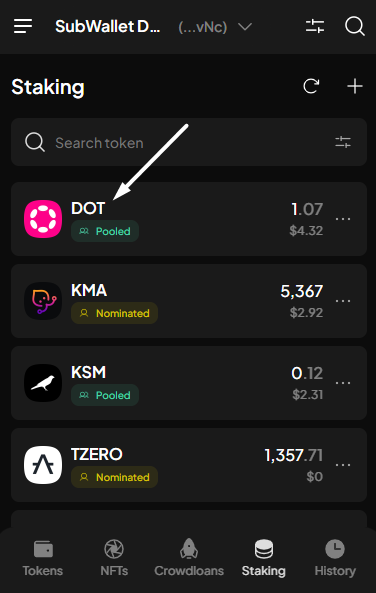 SubWallet D... (...vNc)
Staking
Search token
DOT 1.07
Pooled $4.32
KMA 5,367
Nominated $2.92
KSM 0.12
Pooled $2.31
TZERO 1,357.71
Nominated $0
Tokens NFTs Crowdloans Staking History